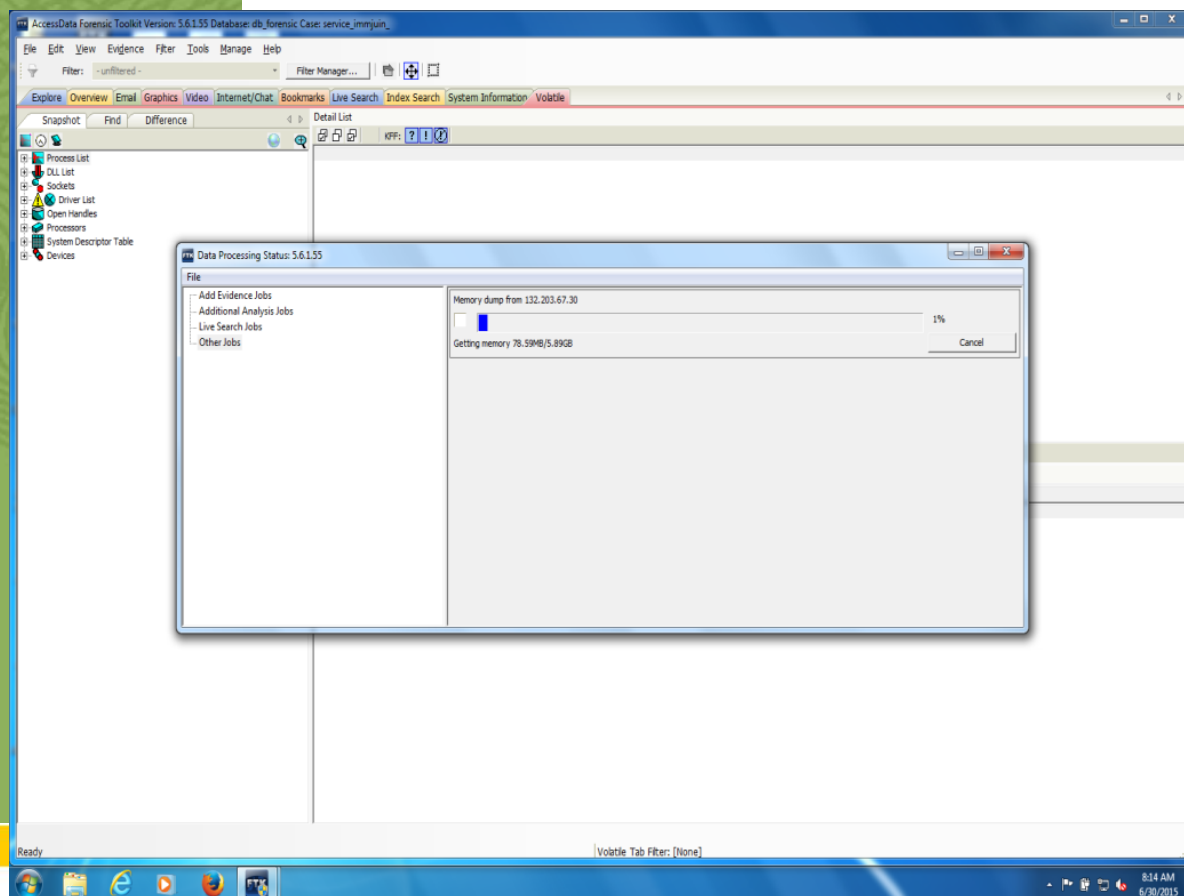 AccessData Forensic Toolkit Version: 5.6.1.55 Database: db_forensic Case: service_immjuin_
File Edit View Evidence Filter Tools Manage Help
Filter: - unfiltered - Filter Manager...
Explore Overview Email Graphics Video Internet/Chat Bookmarks Live Search Index Search System Information Volatile
Snapshot Find Difference
Detail List
KFF: ? !
Process List
DLL List
Sockets
Driver List
Open Handles
Processors
System Descriptor Table
Devices
FTK Data Processing Status: 5.6.1.55
File
Add Evidence Jobs
Additional Analysis Jobs
Live Search Jobs
Other Jobs
Memory dump from 132.203.67.30
1%
Getting memory 78.59MB/5.89GB
Cancel
Ready
Volatile Tab Filter: [None]
FTK
8:14 AM
6/30/2015